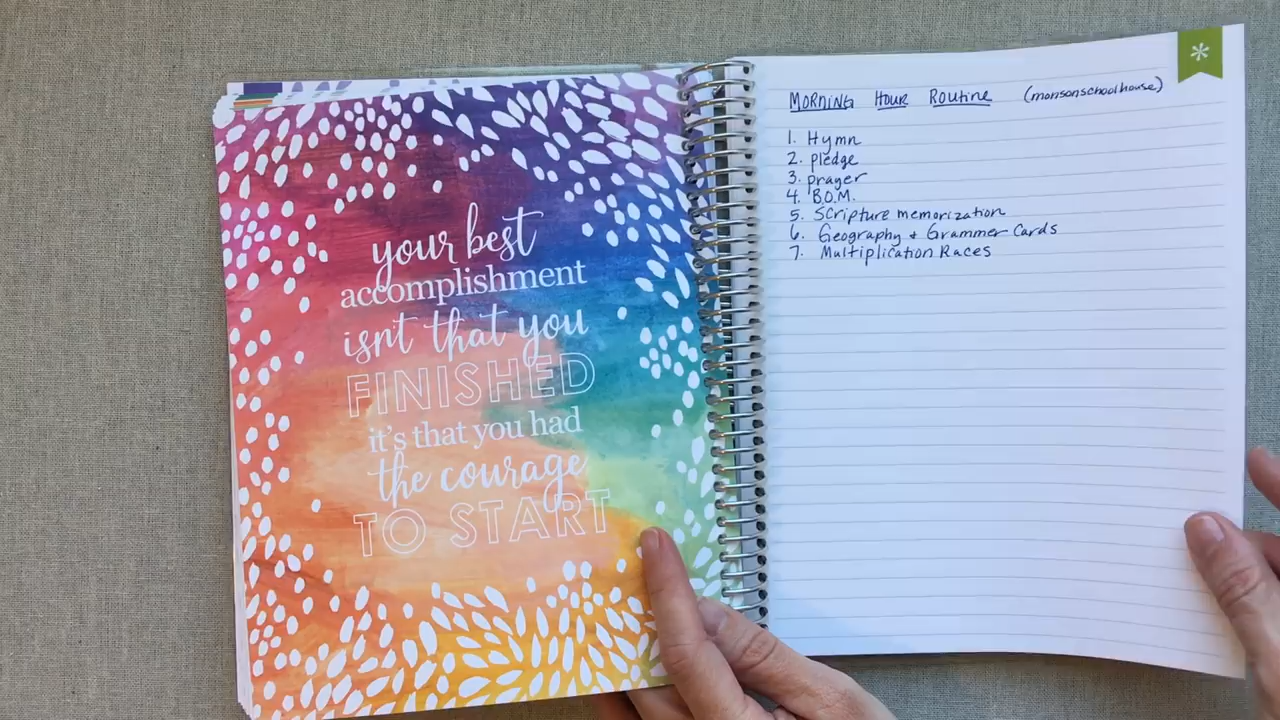 your best
accomplishment
isn't that you
FINISHED
it's that you had
the courage
TO START
MORNING HOUR ROUTINE (monsonschoolhouse)
1. Hymn
2. pledge
3. prayer
4. B.O.M.
5. Scripture memorization
6. Geography + Grammer Cards
7. Multiplication Races